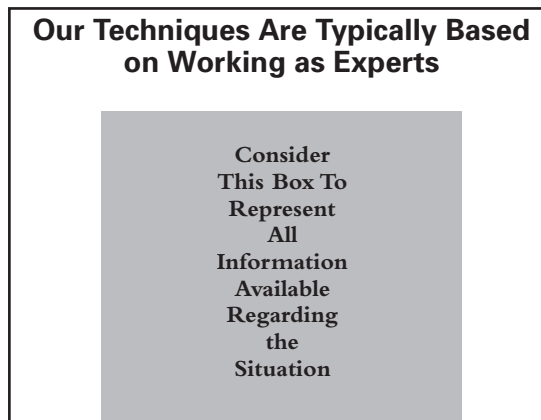 Our Techniques Are Typically Based
on Working as Experts
Consider
This Box To
Represent
All
Information
Available
Regarding
the
Situation